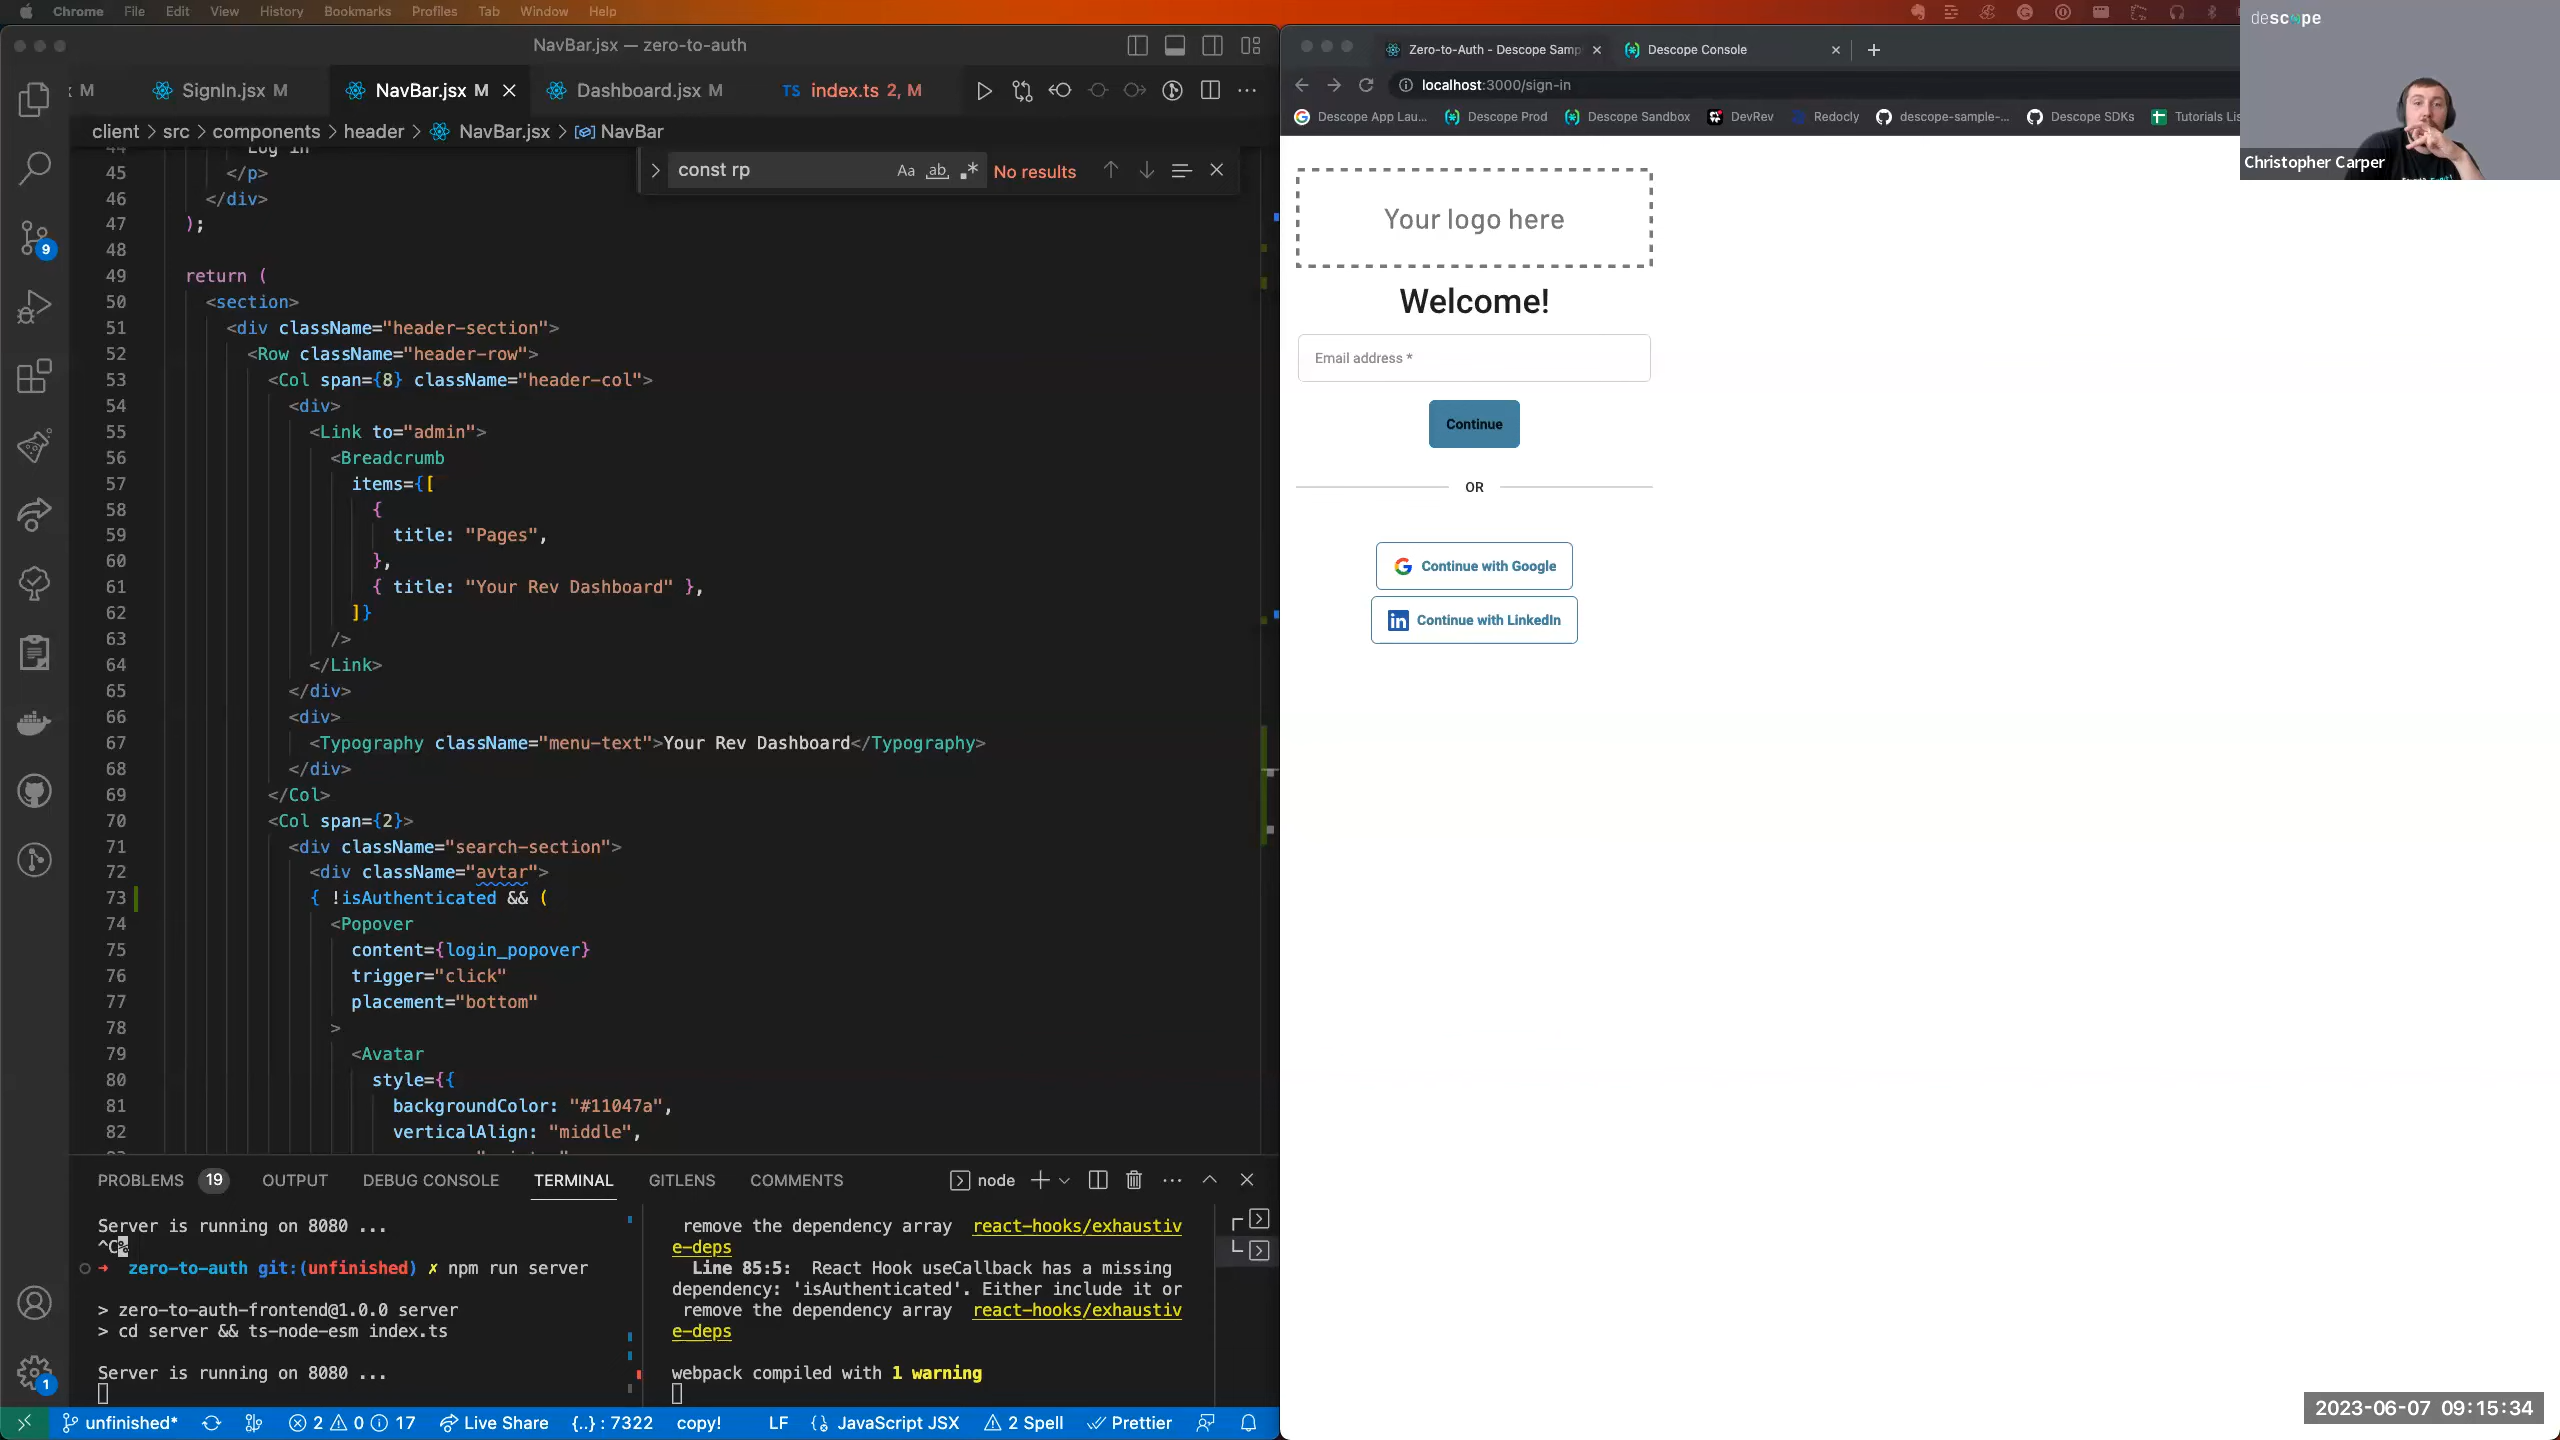 Chrome File Edit View History Bookmarks Profiles Tab Window Help
NavBar.jsx — zero-to-auth
M SignIn.jsx M NavBar.jsx M Dashboard.jsx M TS index.ts 2, M
client > src > components > header > NavBar.jsx > NavBar
const rp Aa ab No results
44 Log in
45 </p>
46 </div>
47 );
48
49 return (
50 <section>
51 <div className="header-section">
52 <Row className="header-row">
53 <Col span={8} className="header-col">
54 <div>
55 <Link to="admin">
56 <Breadcrumb
57 items={[
58 {
59 title: "Pages",
60 },
61 { title: "Your Rev Dashboard" },
62 ]}
63 />
64 </Link>
65 </div>
66 <div>
67 <Typography className="menu-text">Your Rev Dashboard</Typography>
68 </div>
69 </Col>
70 <Col span={2}>
71 <div className="search-section">
72 <div className="avtar">
73 { !isAuthenticated && (
74 <Popover
75 content={login_popover}
76 trigger="click"
77 placement="bottom"
78 >
79 <Avatar
80 style={{
81 backgroundColor: "#11047a",
82 verticalAlign: "middle",
PROBLEMS 19 OUTPUT DEBUG CONSOLE TERMINAL GITLENS COMMENTS node
Server is running on 8080 ...
^C%
→ zero-to-auth git:(unfinished) ✗ npm run server
> zero-to-auth-frontend@1.0.0 server
> cd server && ts-node-esm index.ts
Server is running on 8080 ...
remove the dependency array react-hooks/exhaustiv
e-deps
Line 85:5: React Hook useCallback has a missing
dependency: 'isAuthenticated'. Either include it or
remove the dependency array react-hooks/exhaustiv
e-deps
webpack compiled with 1 warning
9
1
unfinished* 2 0 17 Live Share {..} : 7322 copy! LF JavaScript JSX 2 Spell Prettier
Zero-to-Auth - Descope Samp Descope Console
localhost:3000/sign-in
Descope App Lau... Descope Prod Descope Sandbox DevRev Redocly descope-sample-... Descope SDKs Tutorials Lis
Your logo here
Welcome!
Email address *
Continue
OR
Continue with Google
Continue with LinkedIn
descope
Christopher Carper
2023-06-07 09:15:34